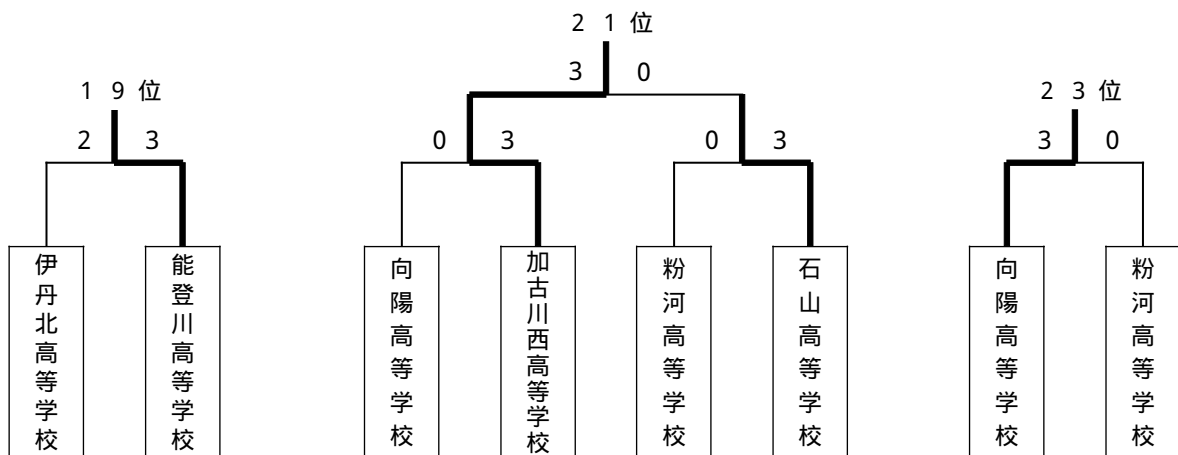 ２１位
3 0
１９位
2 3
0 3
0 3
２３位
3 0
伊丹北高等学校
能登川高等学校
向陽高等学校
加古川西高等学校
粉河高等学校
石山高等学校
向陽高等学校
粉河高等学校